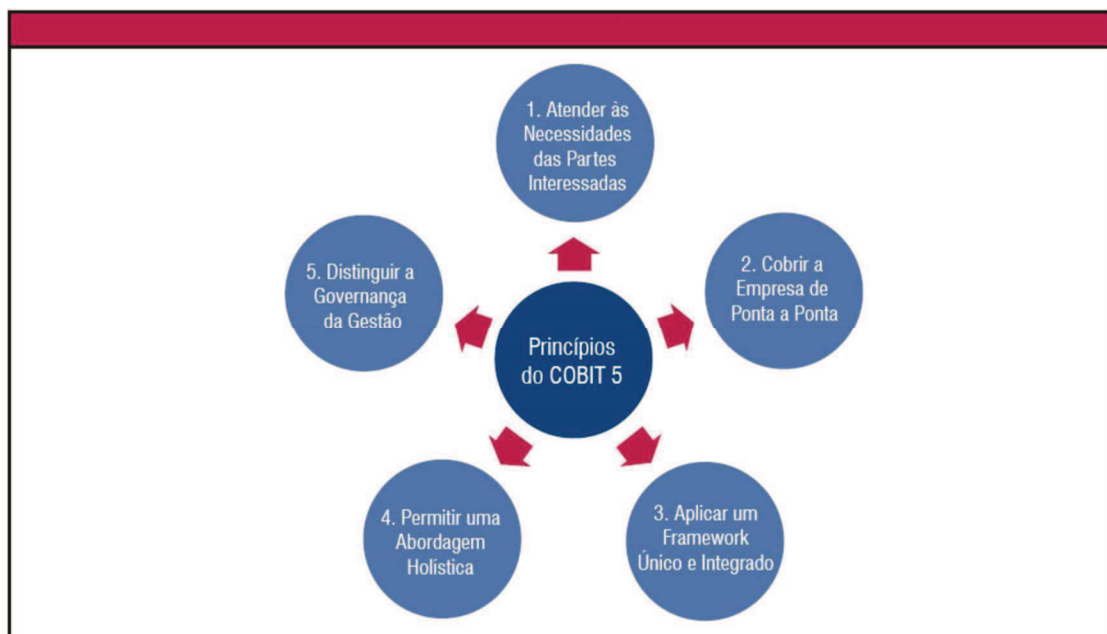 1. Atender às
Necessidades
das Partes
Interessadas
2. Cobrir a
Empresa de
Ponta a Ponta
3. Aplicar um
Framework
Único e Integrado
4. Permitir uma
Abordagem
Holística
5. Distinguir a
Governança
da Gestão
Princípios
do COBIT 5